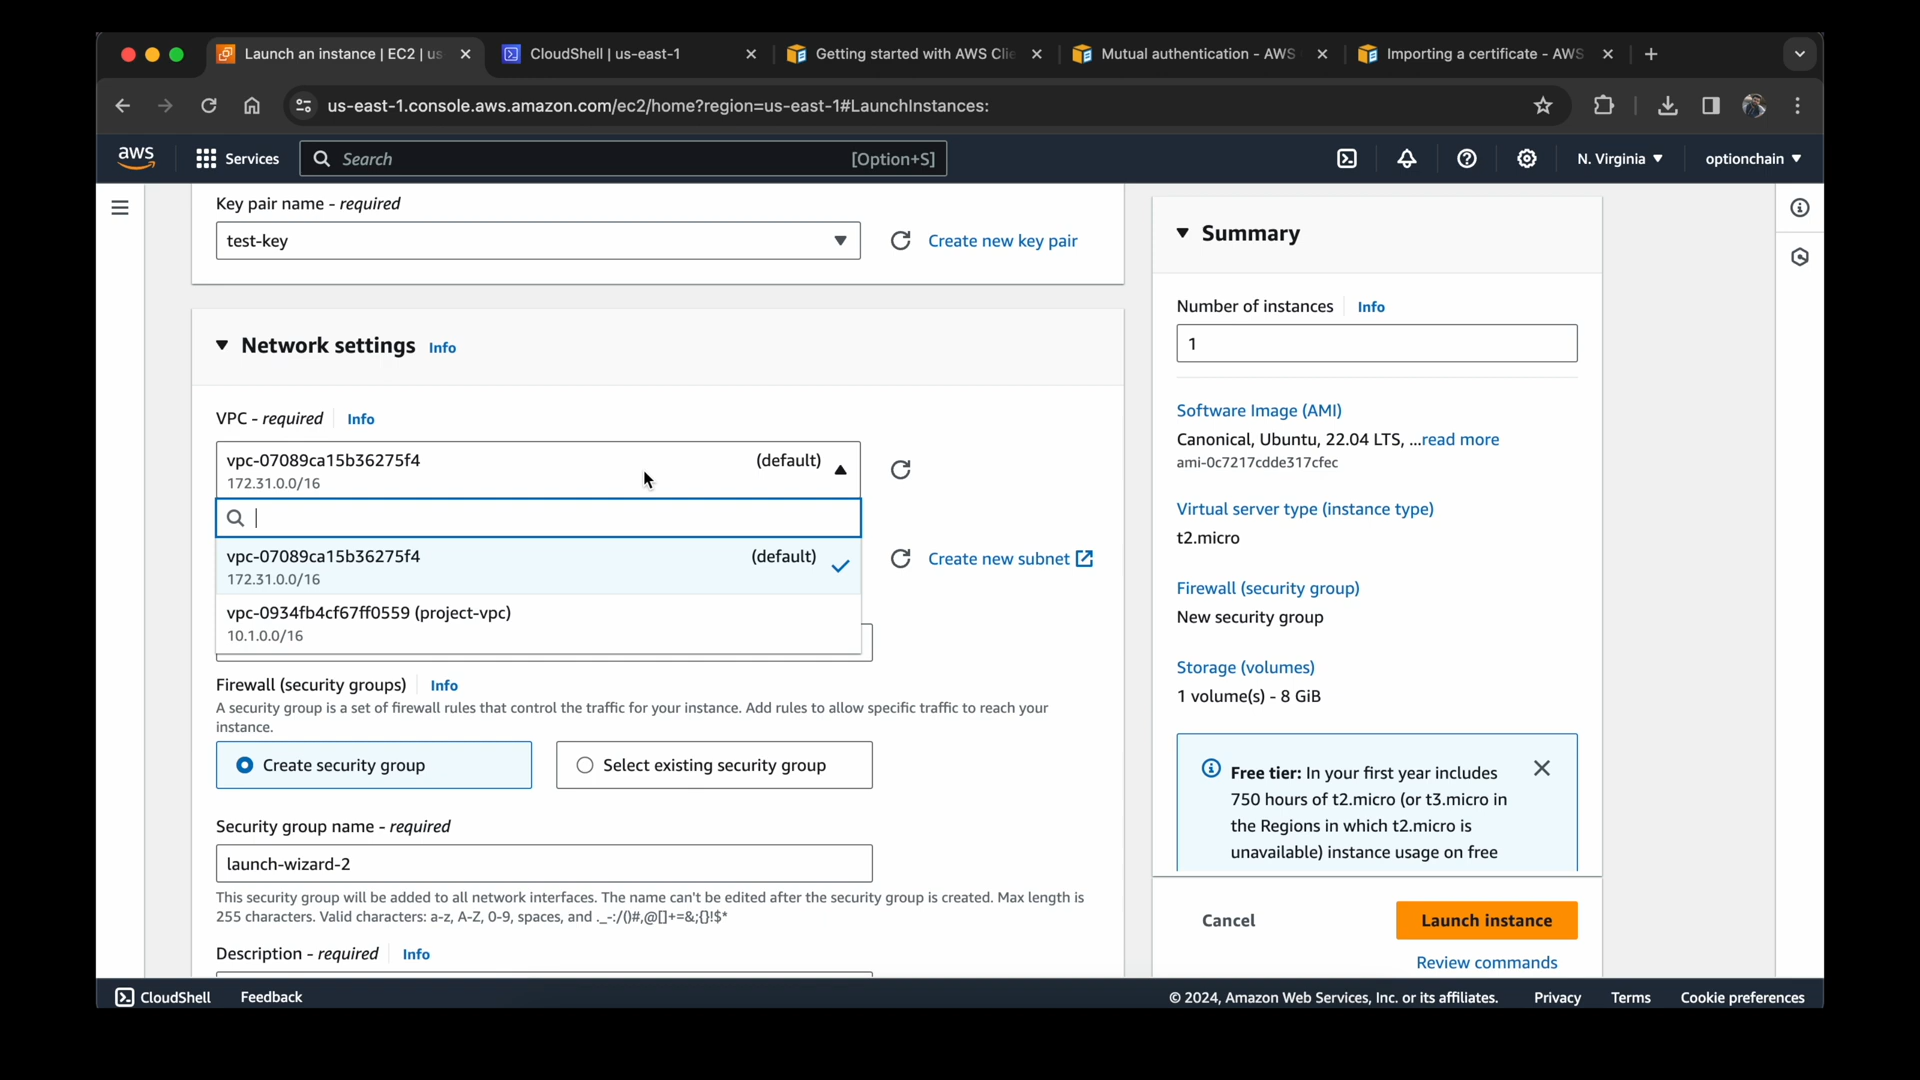 Launch an instance | EC2 | us
CloudShell | us-east-1
Getting started with AWS Clie
Mutual authentication - AWS
Importing a certificate - AWS
us-east-1.console.aws.amazon.com/ec2/home?region=us-east-1#LaunchInstances:
aws
Services
Search
[Option+S]
N. Virginia
optionchain
Key pair name - required
test-key
Create new key pair
Network settings Info
VPC - required Info
vpc-07089ca15b36275f4 (default)
172.31.0.0/16
vpc-07089ca15b36275f4 (default)
172.31.0.0/16
Create new subnet
vpc-0934fb4cf67ff0559 (project-vpc)
10.1.0.0/16
Firewall (security groups) Info
A security group is a set of firewall rules that control the traffic for your instance. Add rules to allow specific traffic to reach your
instance.
Create security group
Select existing security group
Security group name - required
launch-wizard-2
This security group will be added to all network interfaces. The name can't be edited after the security group is created. Max length is
255 characters. Valid characters: a-z, A-Z, 0-9, spaces, and ._-:/()#,@[]+=&;{}!$*
Description - required Info
Summary
Number of instances Info
1
Software Image (AMI)
Canonical, Ubuntu, 22.04 LTS, ...read more
ami-0c7217cdde317cfec
Virtual server type (instance type)
t2.micro
Firewall (security group)
New security group
Storage (volumes)
1 volume(s) - 8 GiB
Free tier: In your first year includes
750 hours of t2.micro (or t3.micro in
the Regions in which t2.micro is
unavailable) instance usage on free
Cancel
Launch instance
Review commands
CloudShell
Feedback
© 2024, Amazon Web Services, Inc. or its affiliates.
Privacy
Terms
Cookie preferences